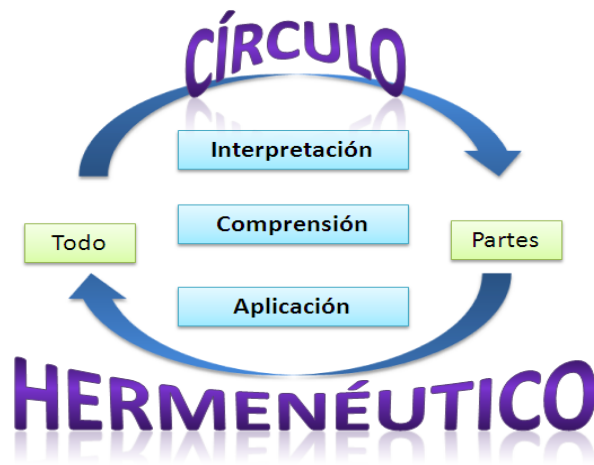 CÍRCULO
Interpretación
Comprensión
Todo
Partes
Aplicación
HERMENÉUTICO